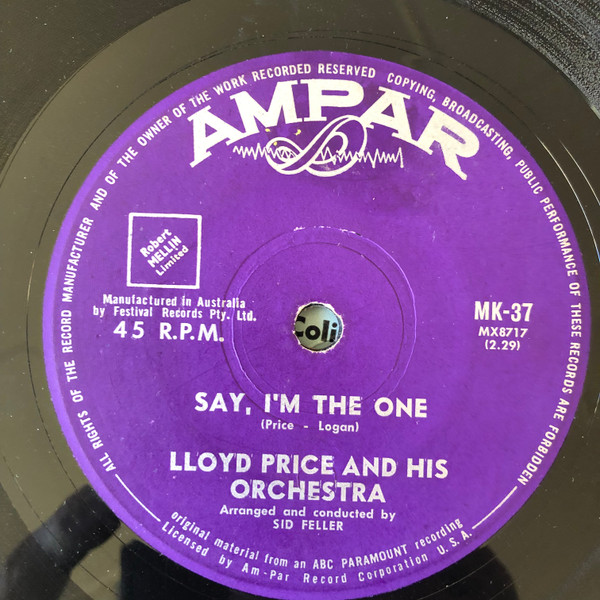 ALL RIGHTS OF THE RECORD MANUFACTURER AND OF THE OWNER OF THE WORK RECORDED RESERVED COPYING, BROADCASTING, PUBLIC PERFORMANCE OF THESE RECORDS ARE FORBIDDEN
AMPAR
Robert
MELLIN
Limited
Manufactured in Australia
by Festival Records Pty. Ltd.
45 R.P.M.
MK-37
MX8717
(2.29)
Coli
SAY, I'M THE ONE
(Price - Logan)
LLOYD PRICE AND HIS
ORCHESTRA
Arranged and conducted by
SID FELLER
original material from an ABC PARAMOUNT recording
Licensed by Am-Par Record Corporation U.S.A.